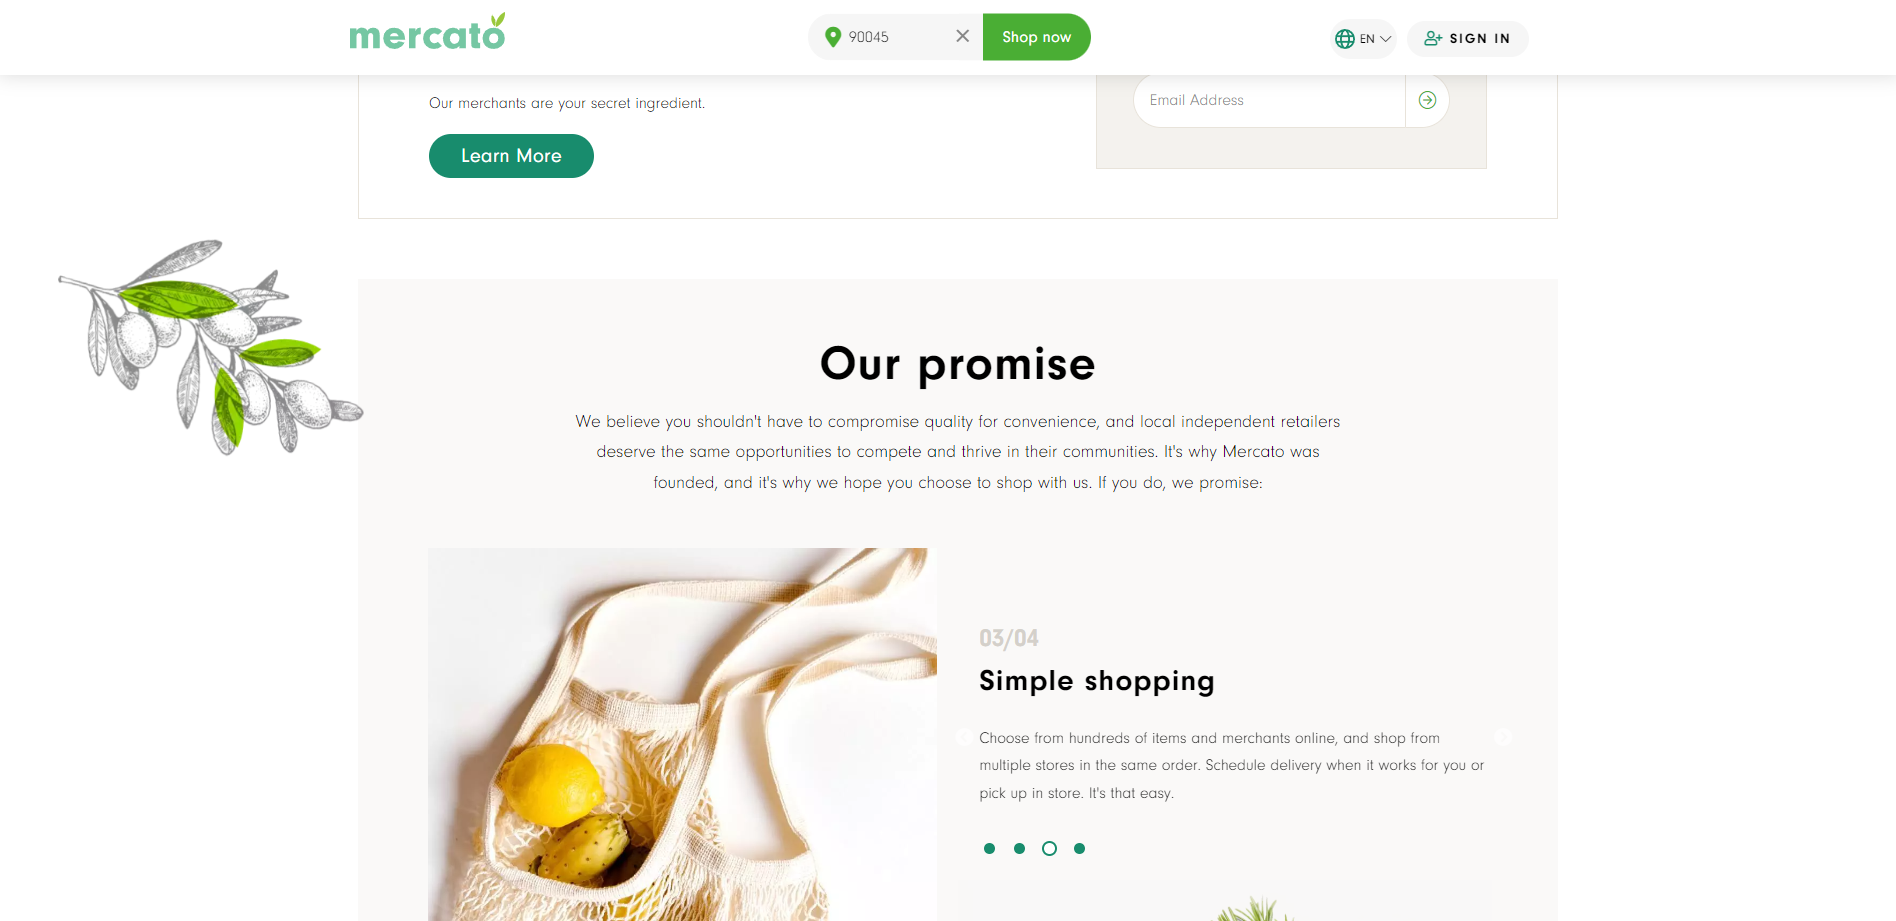 mercato
90045
Shop now
EN
SIGN IN
Our merchants are your secret ingredient.
Email Address
Learn More
Our promise
We believe you shouldn't have to compromise quality for convenience, and local independent retailers
deserve the same opportunities to compete and thrive in their communities. It's why Mercato was
founded, and it's why we hope you choose to shop with us. If you do, we promise:
03/04
Simple shopping
Choose from hundreds of items and merchants online, and shop from
multiple stores in the same order. Schedule delivery when it works for you or
pick up in store. It's that easy.